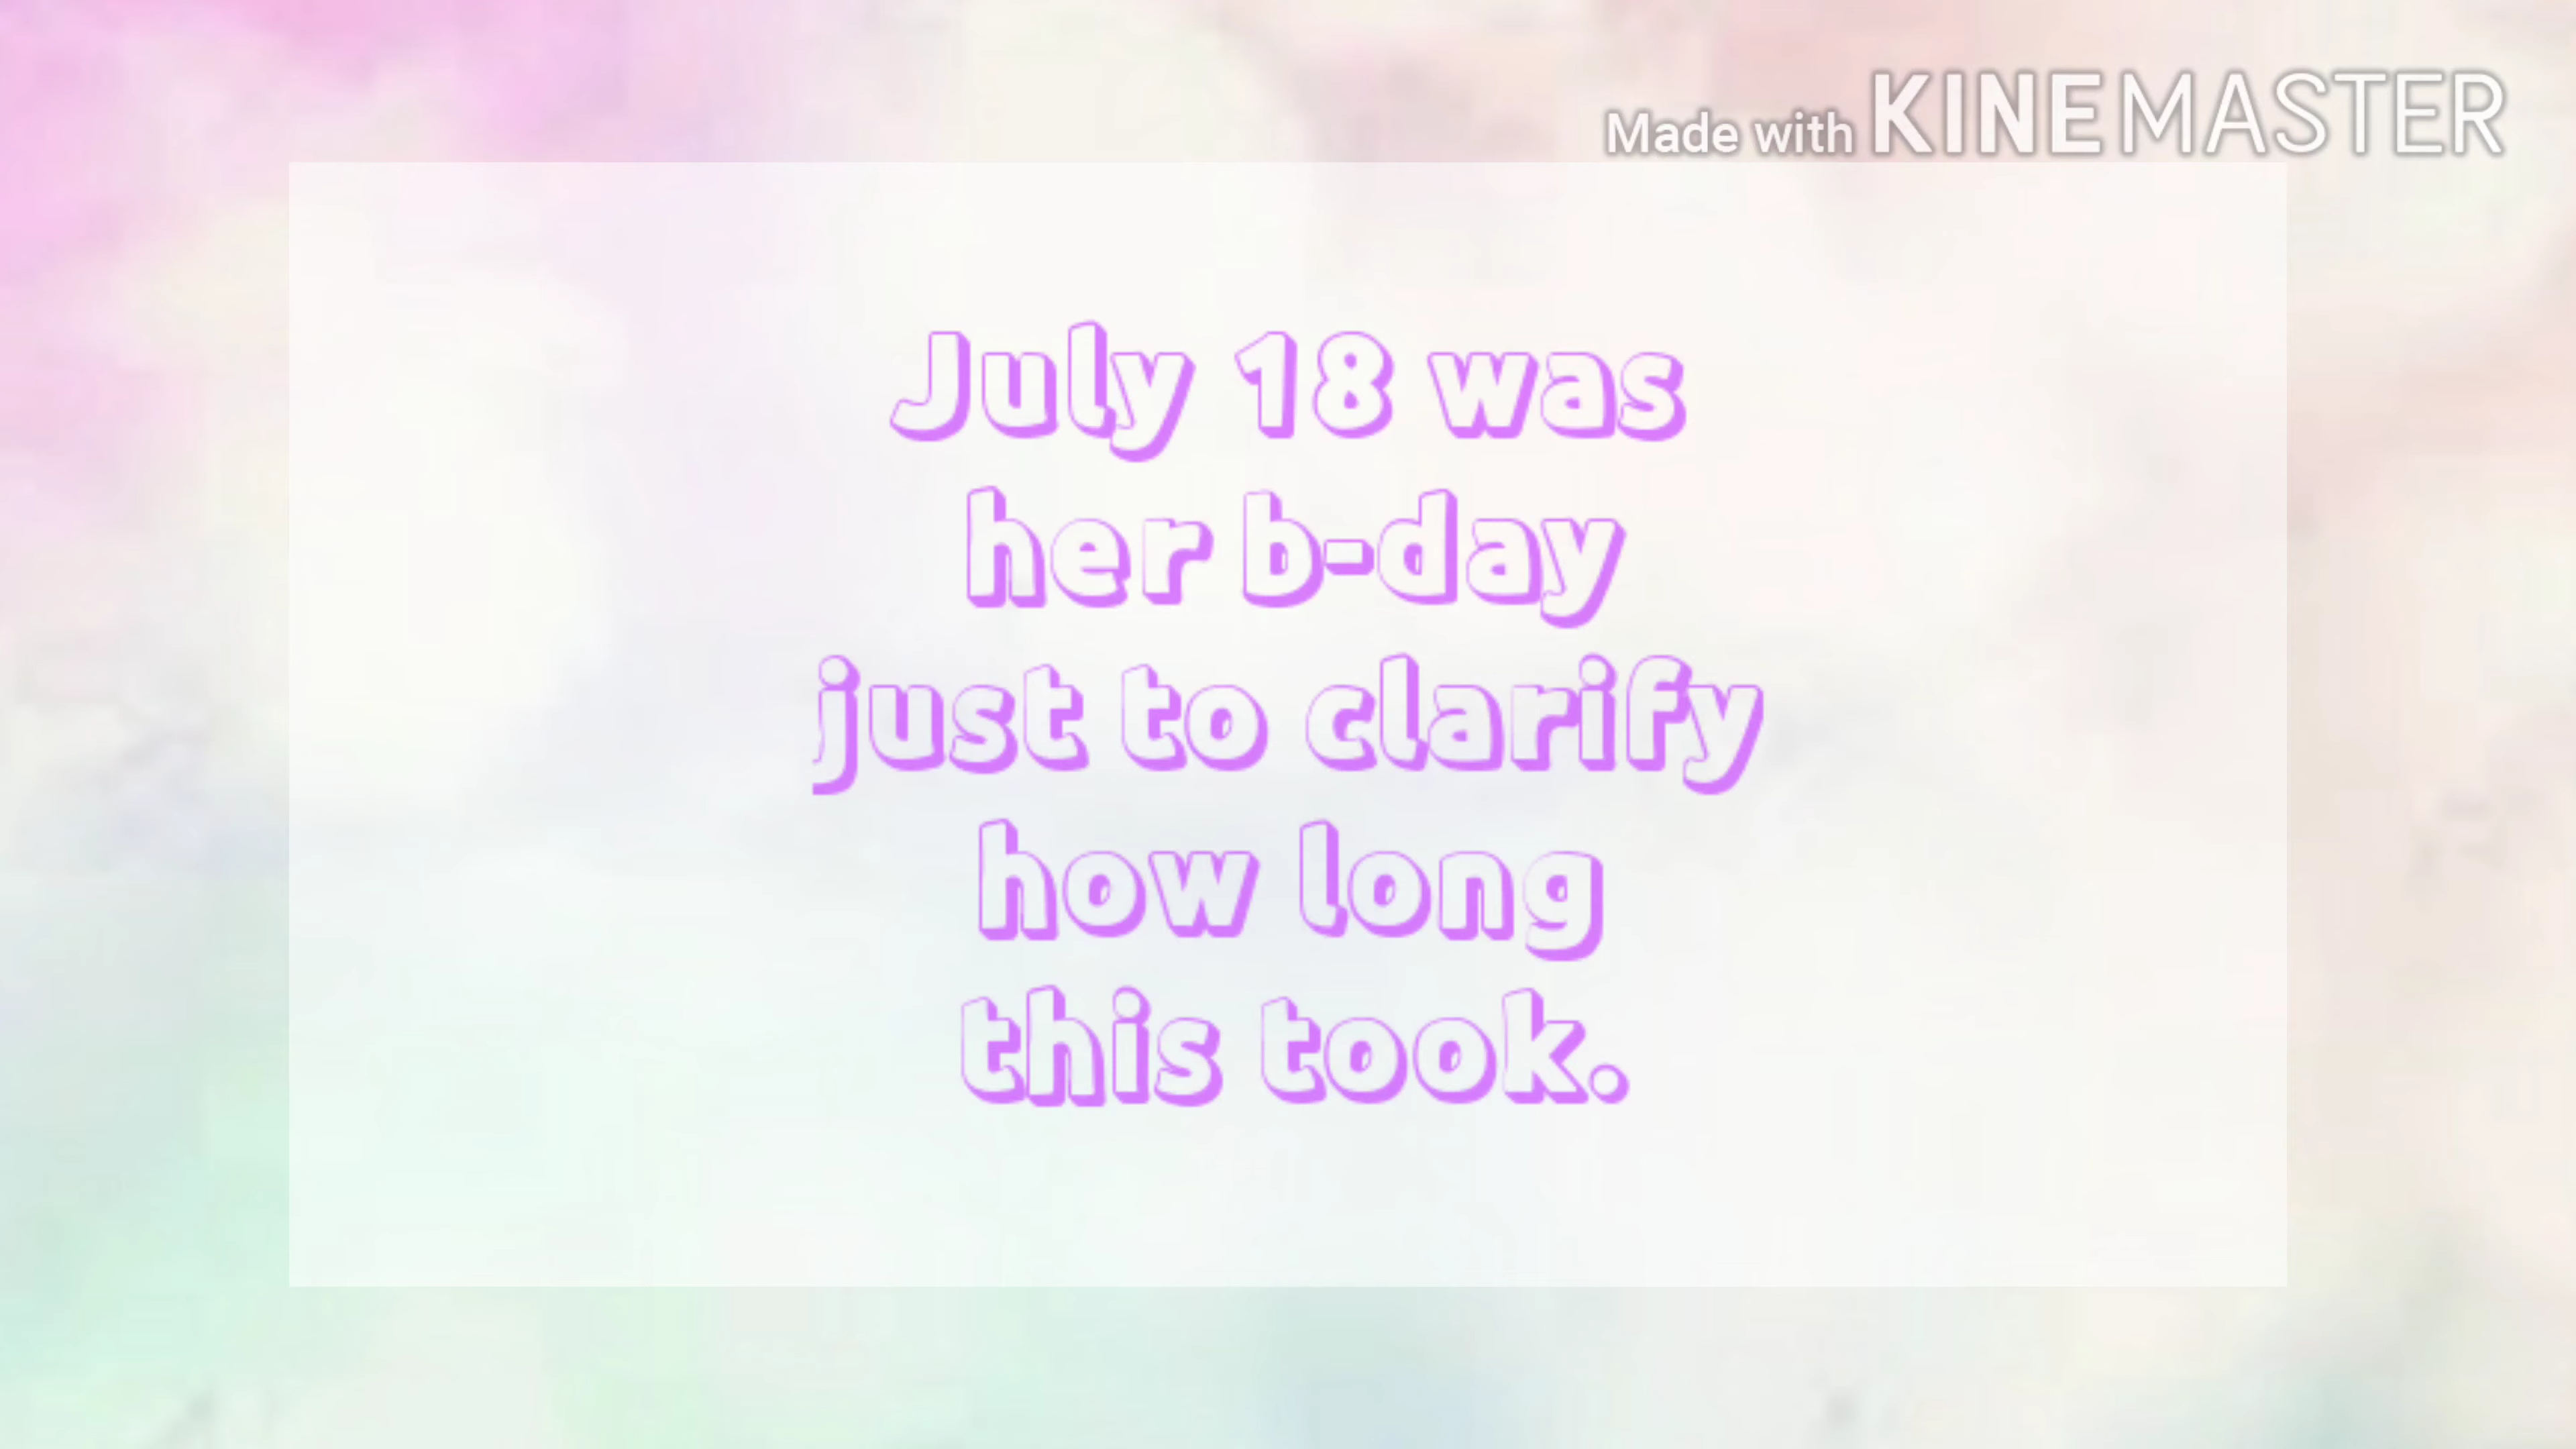 Made with KINEMASTER
July 18 was
her b-day
just to clarify
how long
this took.